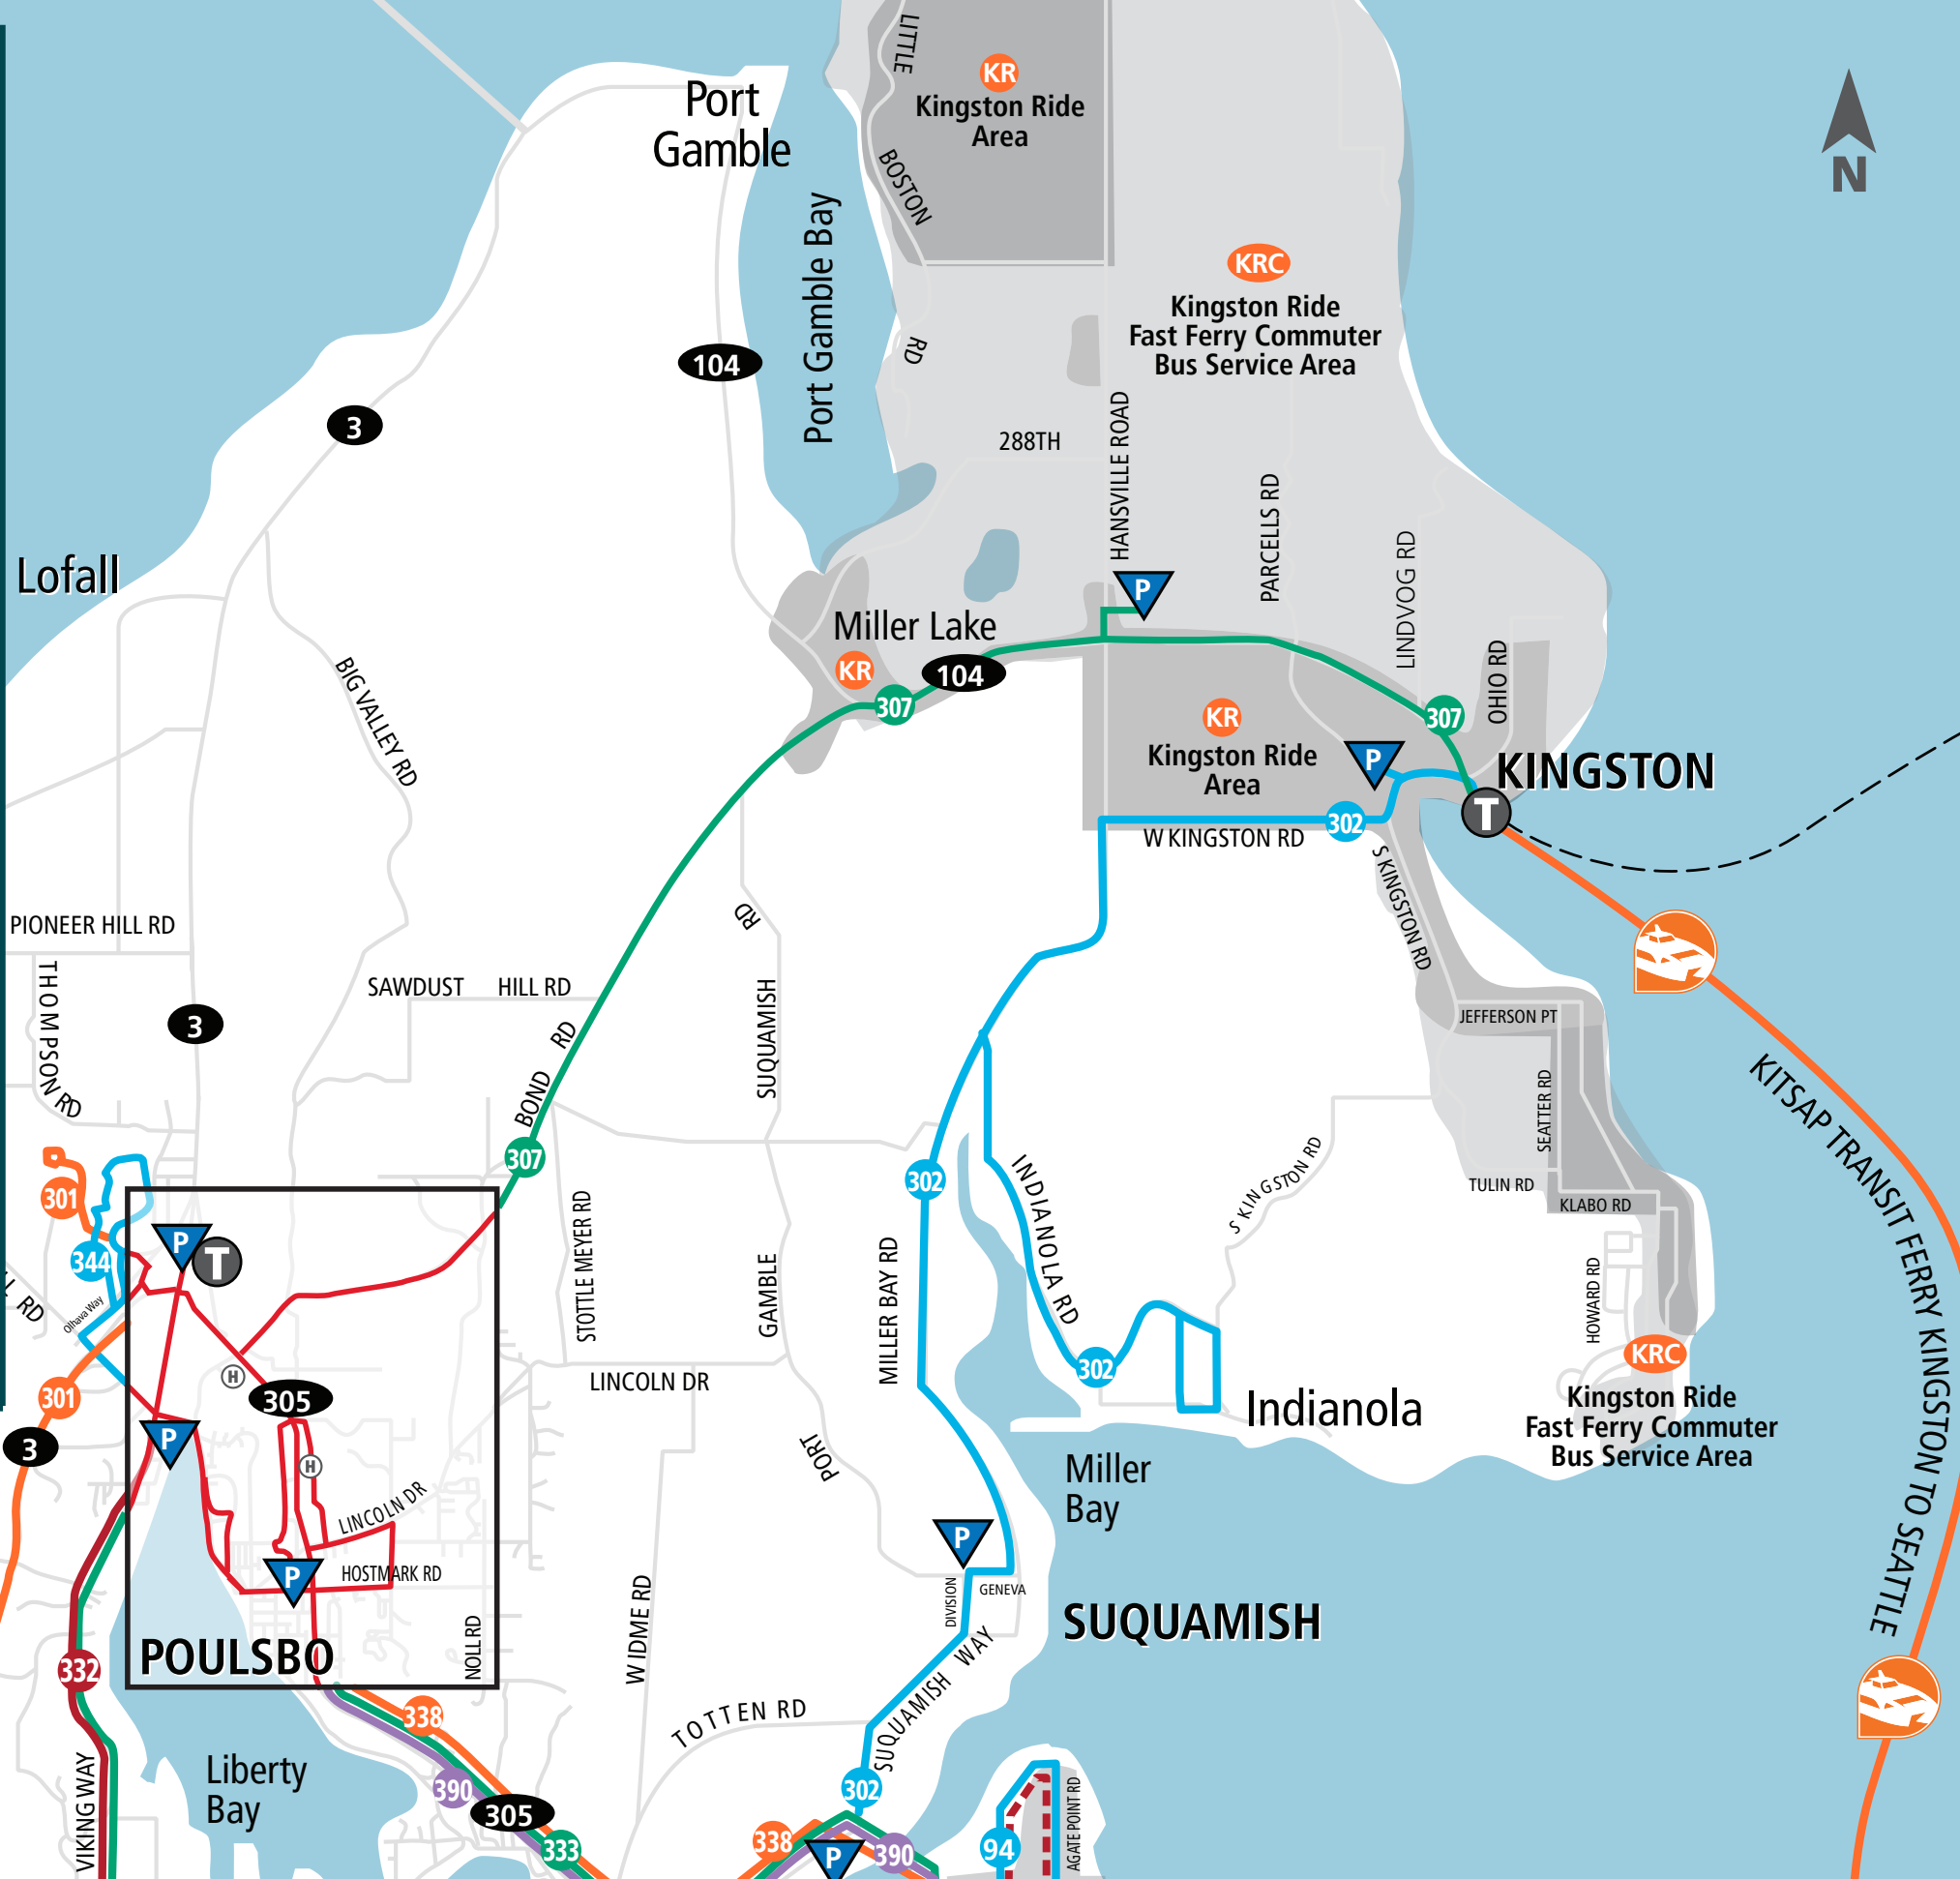 LITTLE
KR
Kingston Ride
Area
Port
Gamble
N
BOSTON
Port Gamble Bay
KRC
Kingston Ride
Fast Ferry Commuter
Bus Service Area
RD
104
3
288TH
HANSVILLE ROAD
PARCELLS RD
LINDVOG RD
Lofall
P
Miller Lake
KR
104
307
BIG VALLEY RD
KR
Kingston Ride
Area
307
OHIO RD
P
KINGSTON
T
302
W KINGSTON RD
S KINGSTON RD
PIONEER HILL RD
RD
THOMPSON RD
SAWDUST HILL RD
SUQUAMISH
3
BOND RD
JEFFERSON PT
KITSAP TRANSIT FERRY KINGSTON TO SEATTLE
SEATTER RD
307
302
INDIANOLA RD
S KINGSTON RD
TULIN RD
KLABO RD
301
P
T
344
RD
Olhava Way
STOTTLE MEYER RD
GAMBLE
MILLER BAY RD
HOWARD RD
H
302
KRC
Kingston Ride
Fast Ferry Commuter
Bus Service Area
LINCOLN DR
301
305
Indianola
3
P
H
PORT
Miller
Bay
LINCOLN DR
P
P
HOSTMARK RD
DIVISION
GENEVA
SUQUAMISH
NOLL RD
W IDME RD
POULSBO
332
SUQUAMISH WAY
TOTTEN RD
338
Liberty
Bay
390
305
302
VIKING WAY
333
338
P
390
94
AGATE POINT RD